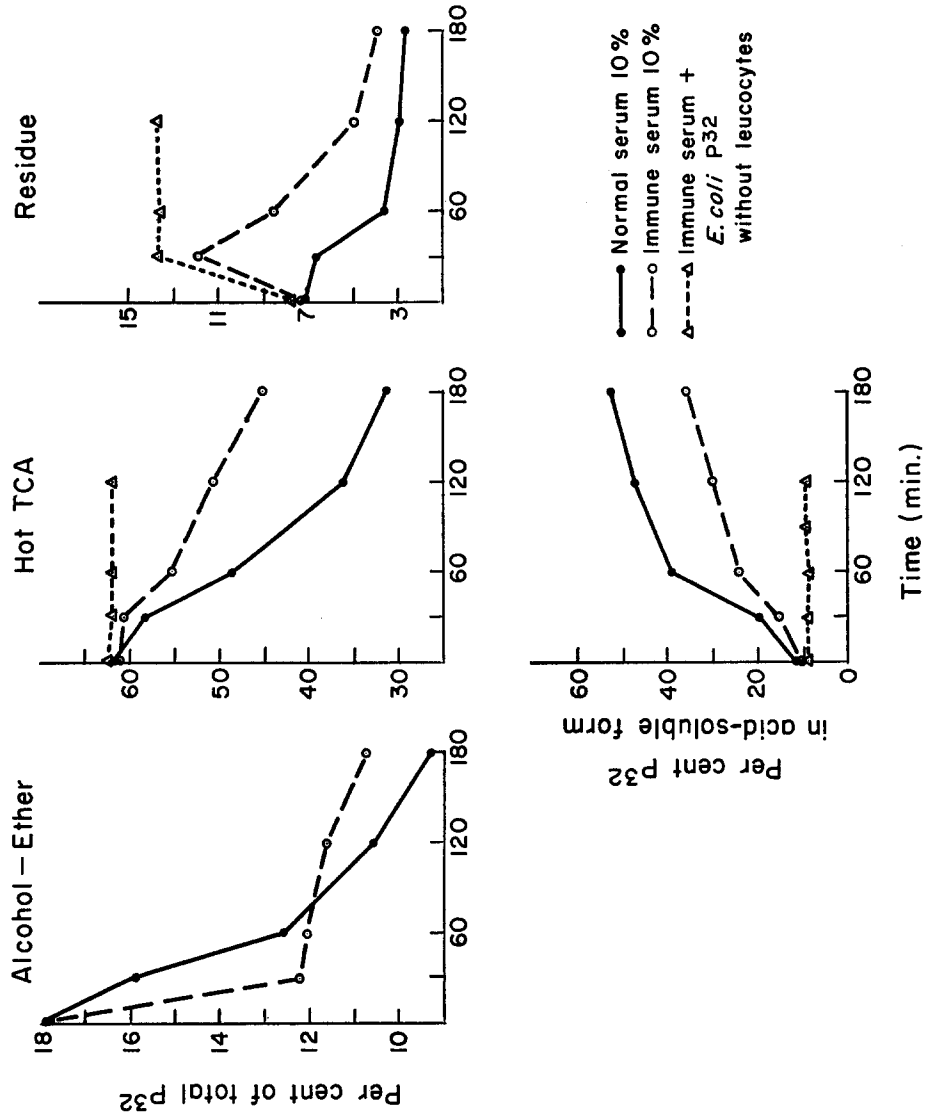 Alcohol – Ether
Per cent of total P32
18
16
14
12
10
60
120
180
Hot TCA
60
50
40
30
60
120
180
Residue
15
11
7
3
60
120
180
Per cent P32
in acid-soluble form
60
40
20
0
60
120
180
Time (min.)
Normal serum 10%
Immune serum 10%
Immune serum +
E. coli P32
without leucocytes